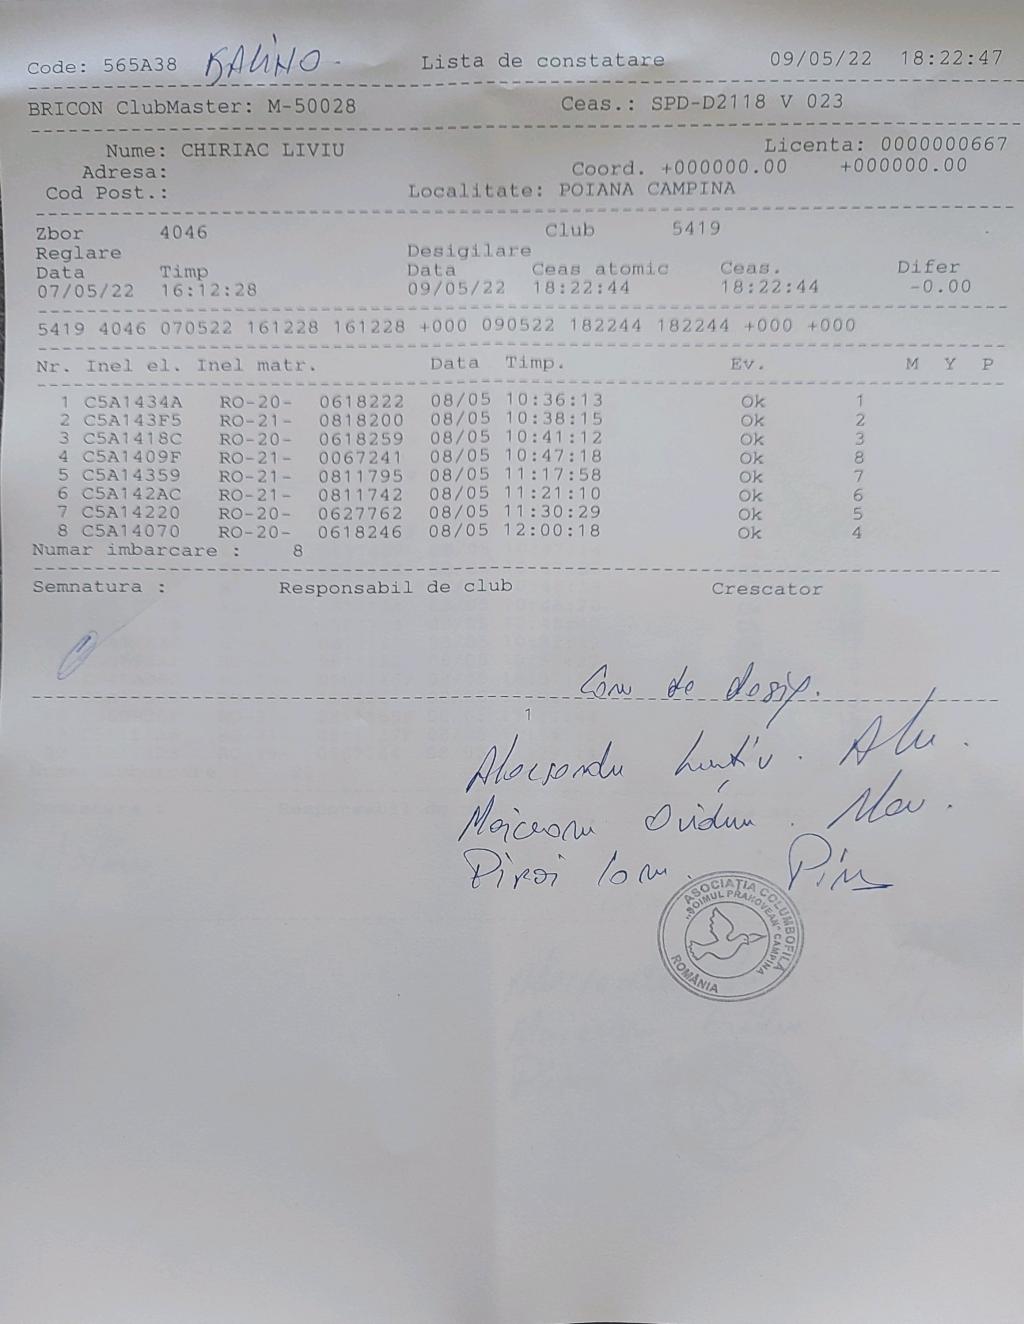 Code: 565A38 BALINO - Lista de constatare 09/05/22 18:22:47
BRICON ClubMaster: M-50028 Ceas.: SPD-D2118 V 023
Nume: CHIRIAC LIVIU Licenta: 0000000667
Adresa: Coord. +000000.00 +000000.00
Cod Post.: Localitate: POIANA CAMPINA
Zbor 4046 Club 5419
Reglare Desigilare
Data Timp Data Ceas atomic Ceas. Difer
07/05/22 16:12:28 09/05/22 18:22:44 18:22:44 -0.00
5419 4046 070522 161228 161228 +000 090522 182244 182244 +000 +000
Nr. Inel el. Inel matr. Data Timp. Ev. M Y P
1 C5A1434A RO-20- 0618222 08/05 10:36:13 Ok 1
2 C5A143F5 RO-21- 0818200 08/05 10:38:15 Ok 2
3 C5A1418C RO-20- 0618259 08/05 10:41:12 Ok 3
4 C5A1409F RO-21- 0067241 08/05 10:47:18 Ok 8
5 C5A14359 RO-21- 0811795 08/05 11:17:58 Ok 7
6 C5A142AC RO-21- 0811742 08/05 11:21:10 Ok 6
7 C5A14220 RO-20- 0627762 08/05 11:30:29 Ok 5
8 C5A14070 RO-20- 0618246 08/05 12:00:18 Ok 4
Numar imbarcare : 8
Semnatura : Responsabil de club Crescator
Com de desig.
1
Ovidiu
ASOCIAȚIA COLUMBOFILĂ
"ȘOIMUL PRAHOVEAN" CAMPINA
ROMÂNIA